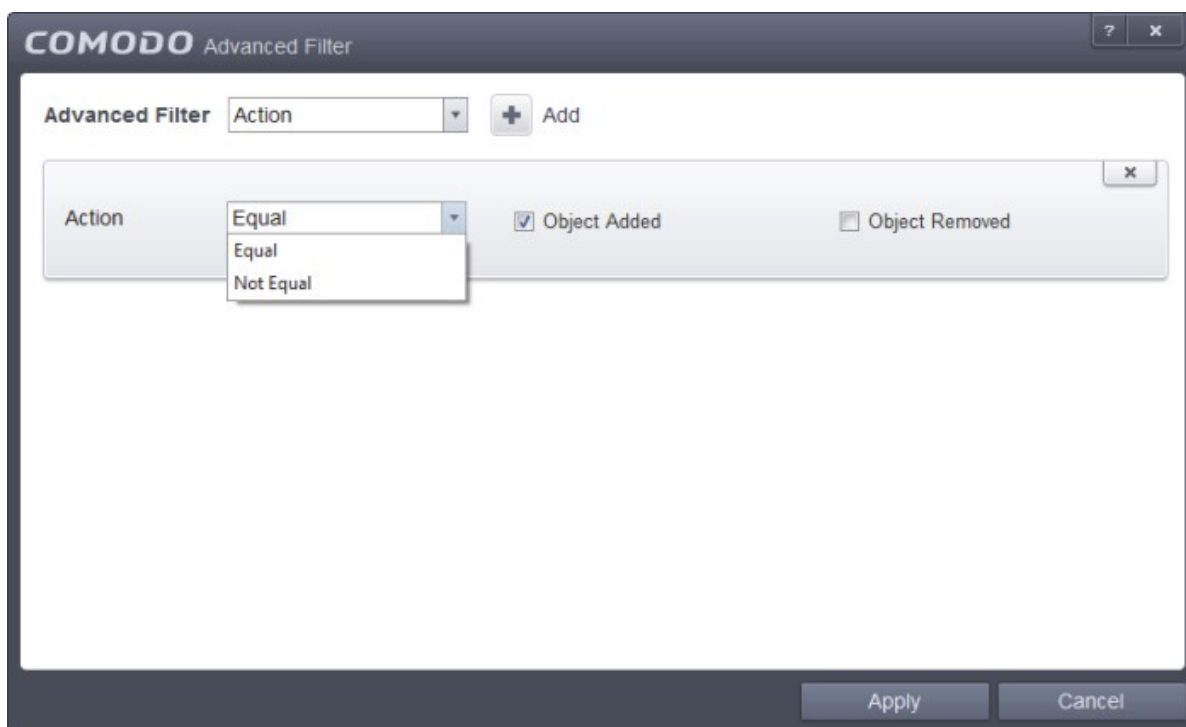 COMODO Advanced Filter
? x
Advanced Filter Action + Add
x
Action Equal Object Added Object Removed
Equal
Not Equal
Apply Cancel